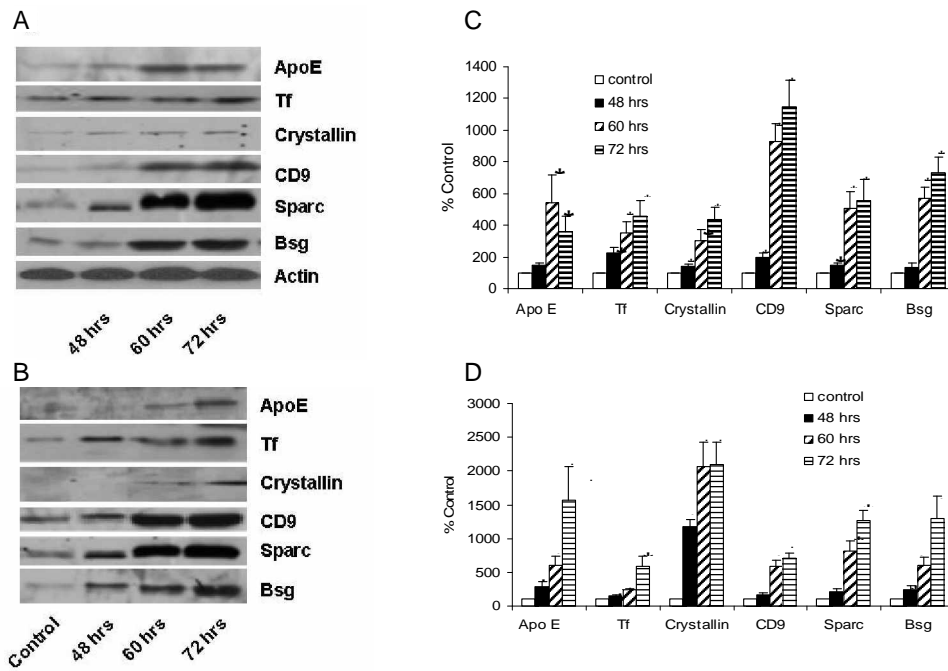 A
ApoE
Tf
Crystallin
CD9
Sparc
Bsg
Actin
48 hrs 60 hrs 72 hrs
B
ApoE
Tf
Crystallin
CD9
Sparc
Bsg
Control 48 hrs 60 hrs 72 hrs
C
control
48 hrs
60 hrs
72 hrs
% Control
1400
1200
1000
800
600
400
200
0
Apo E Tf Crystallin CD9 Sparc Bsg
D
control
48 hrs
60 hrs
72 hrs
% Control
3000
2500
2000
1500
1000
500
0
Apo E Tf Crystallin CD9 Sparc Bsg